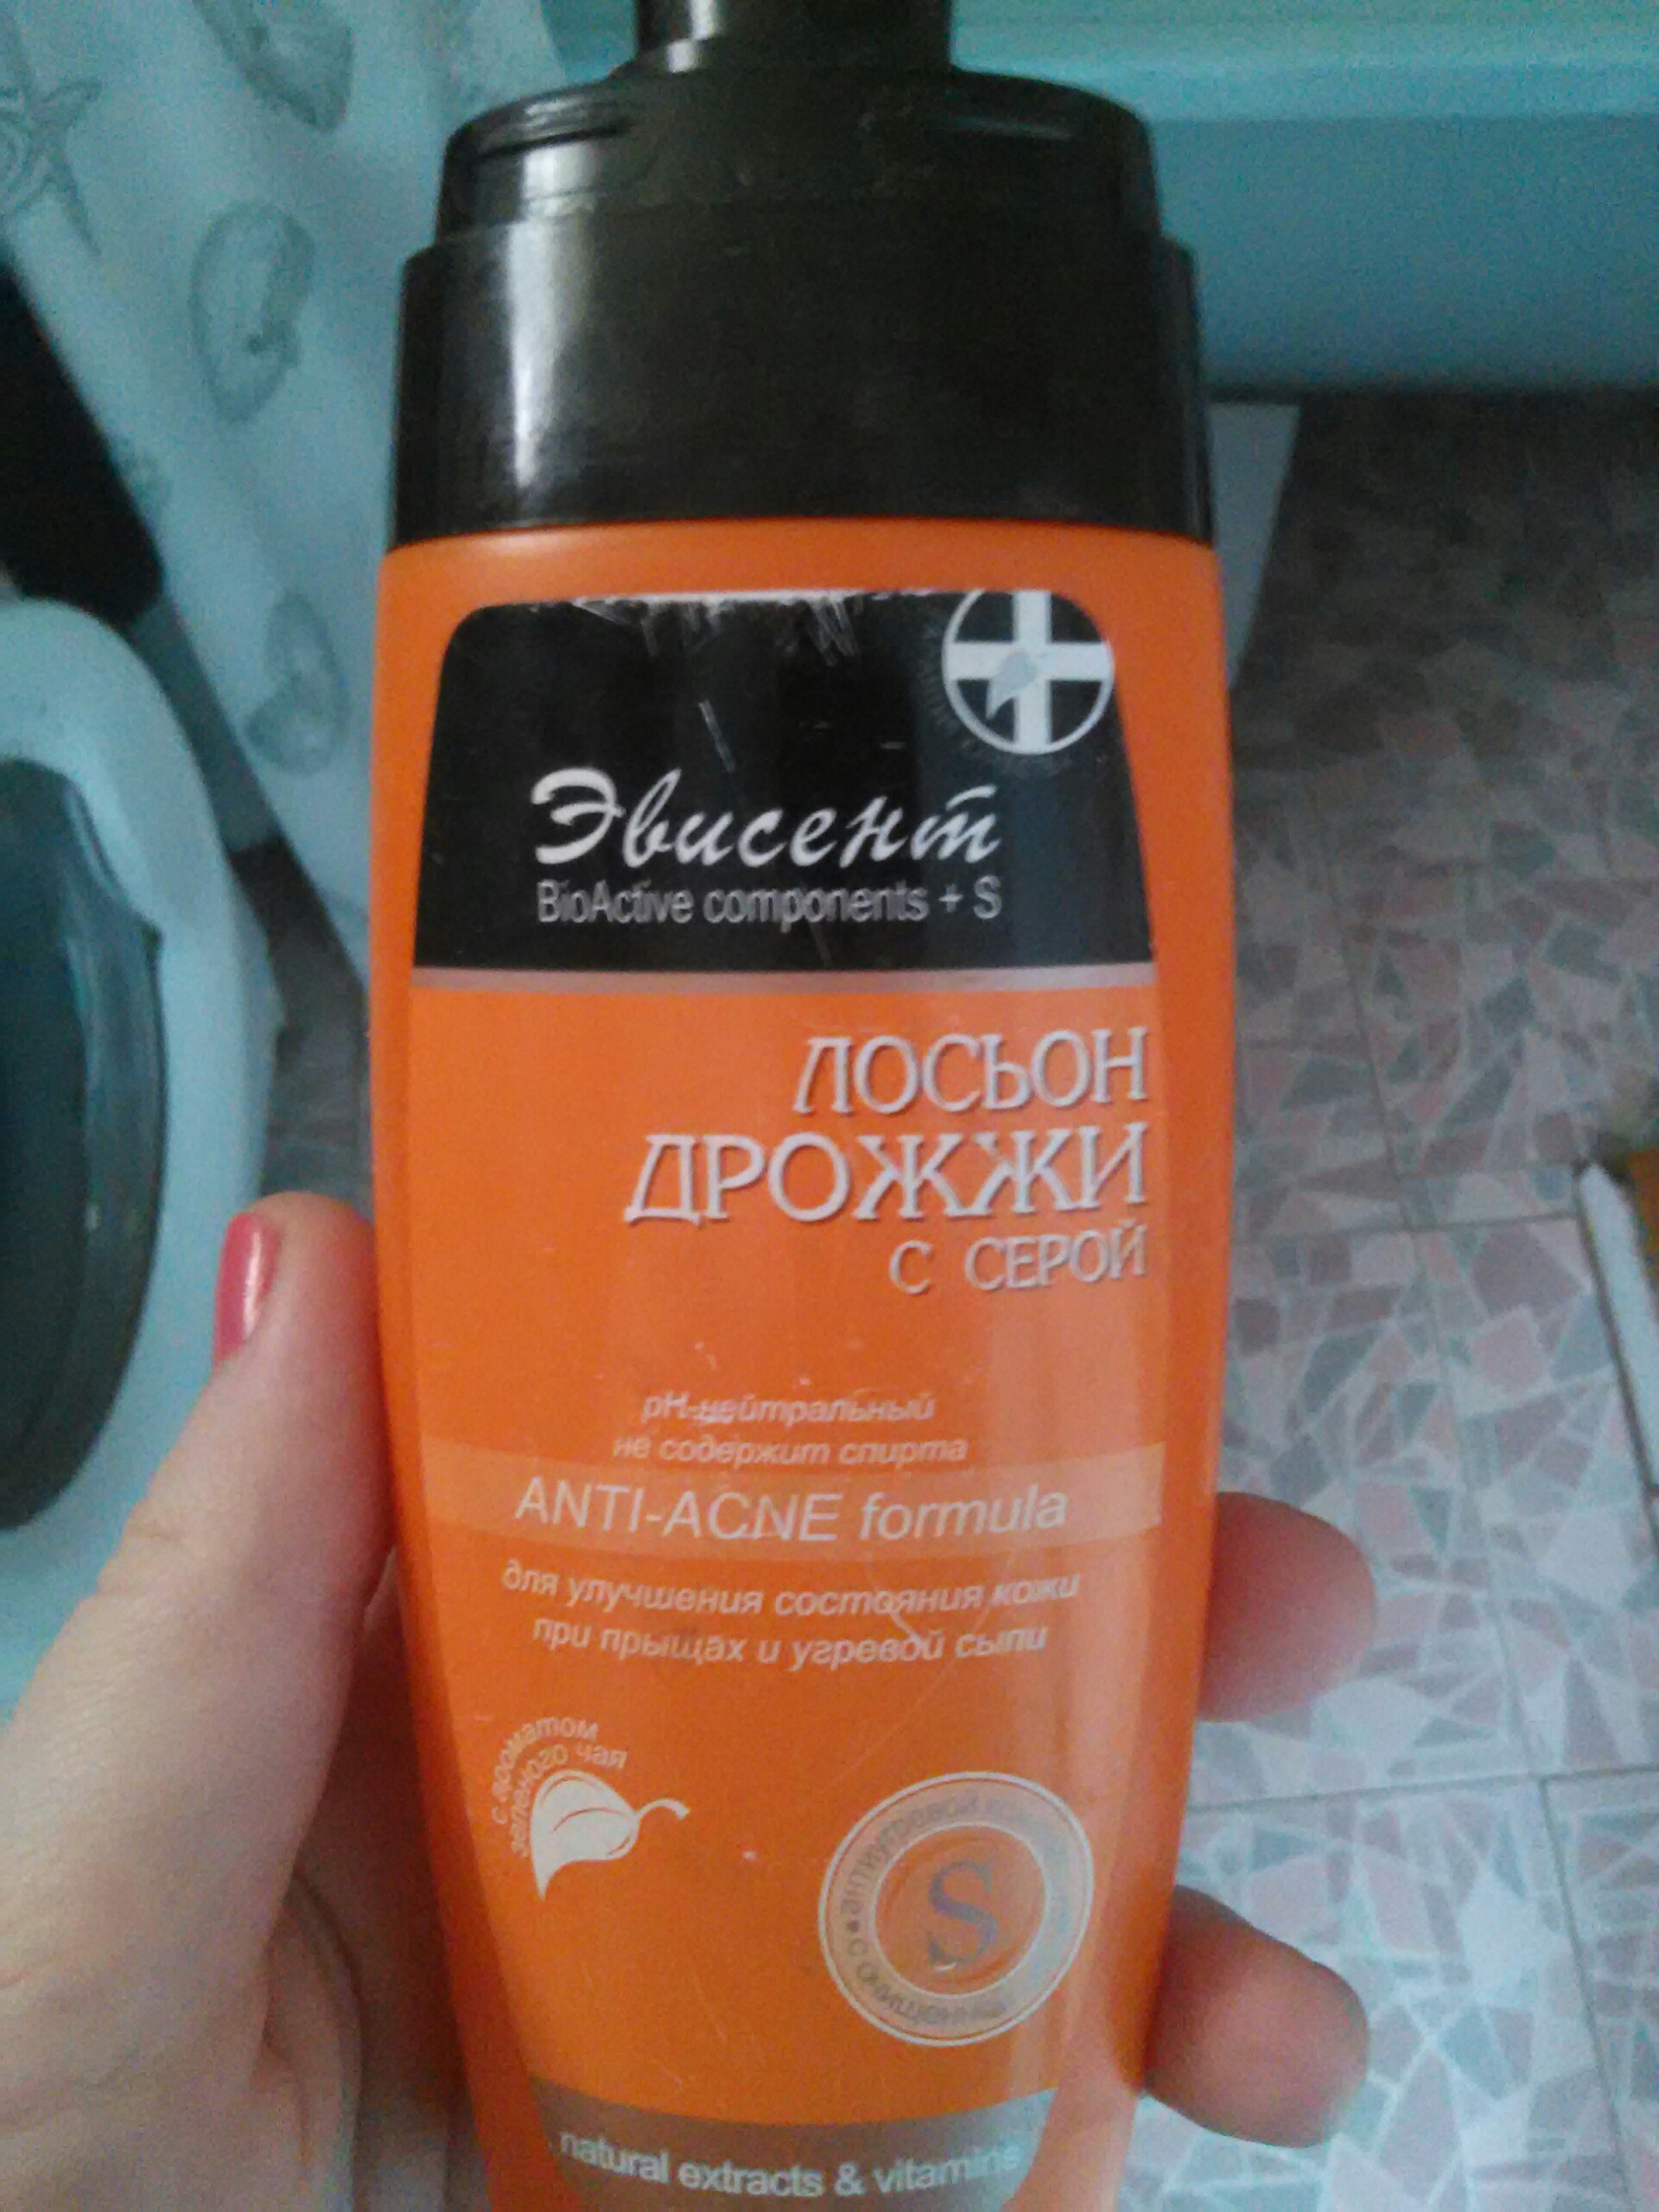 Эвисент
BioActive components + S
ЛОСЬОН
ДРОЖЖИ
С СЕРОЙ
pH-нейтральный
не содержит спирта
ANTI-ACNE formula
для улучшения состояния кожи
при прыщах и угревой сыпи
с ароматом
зеленого чая
S
natural extracts & vitamins